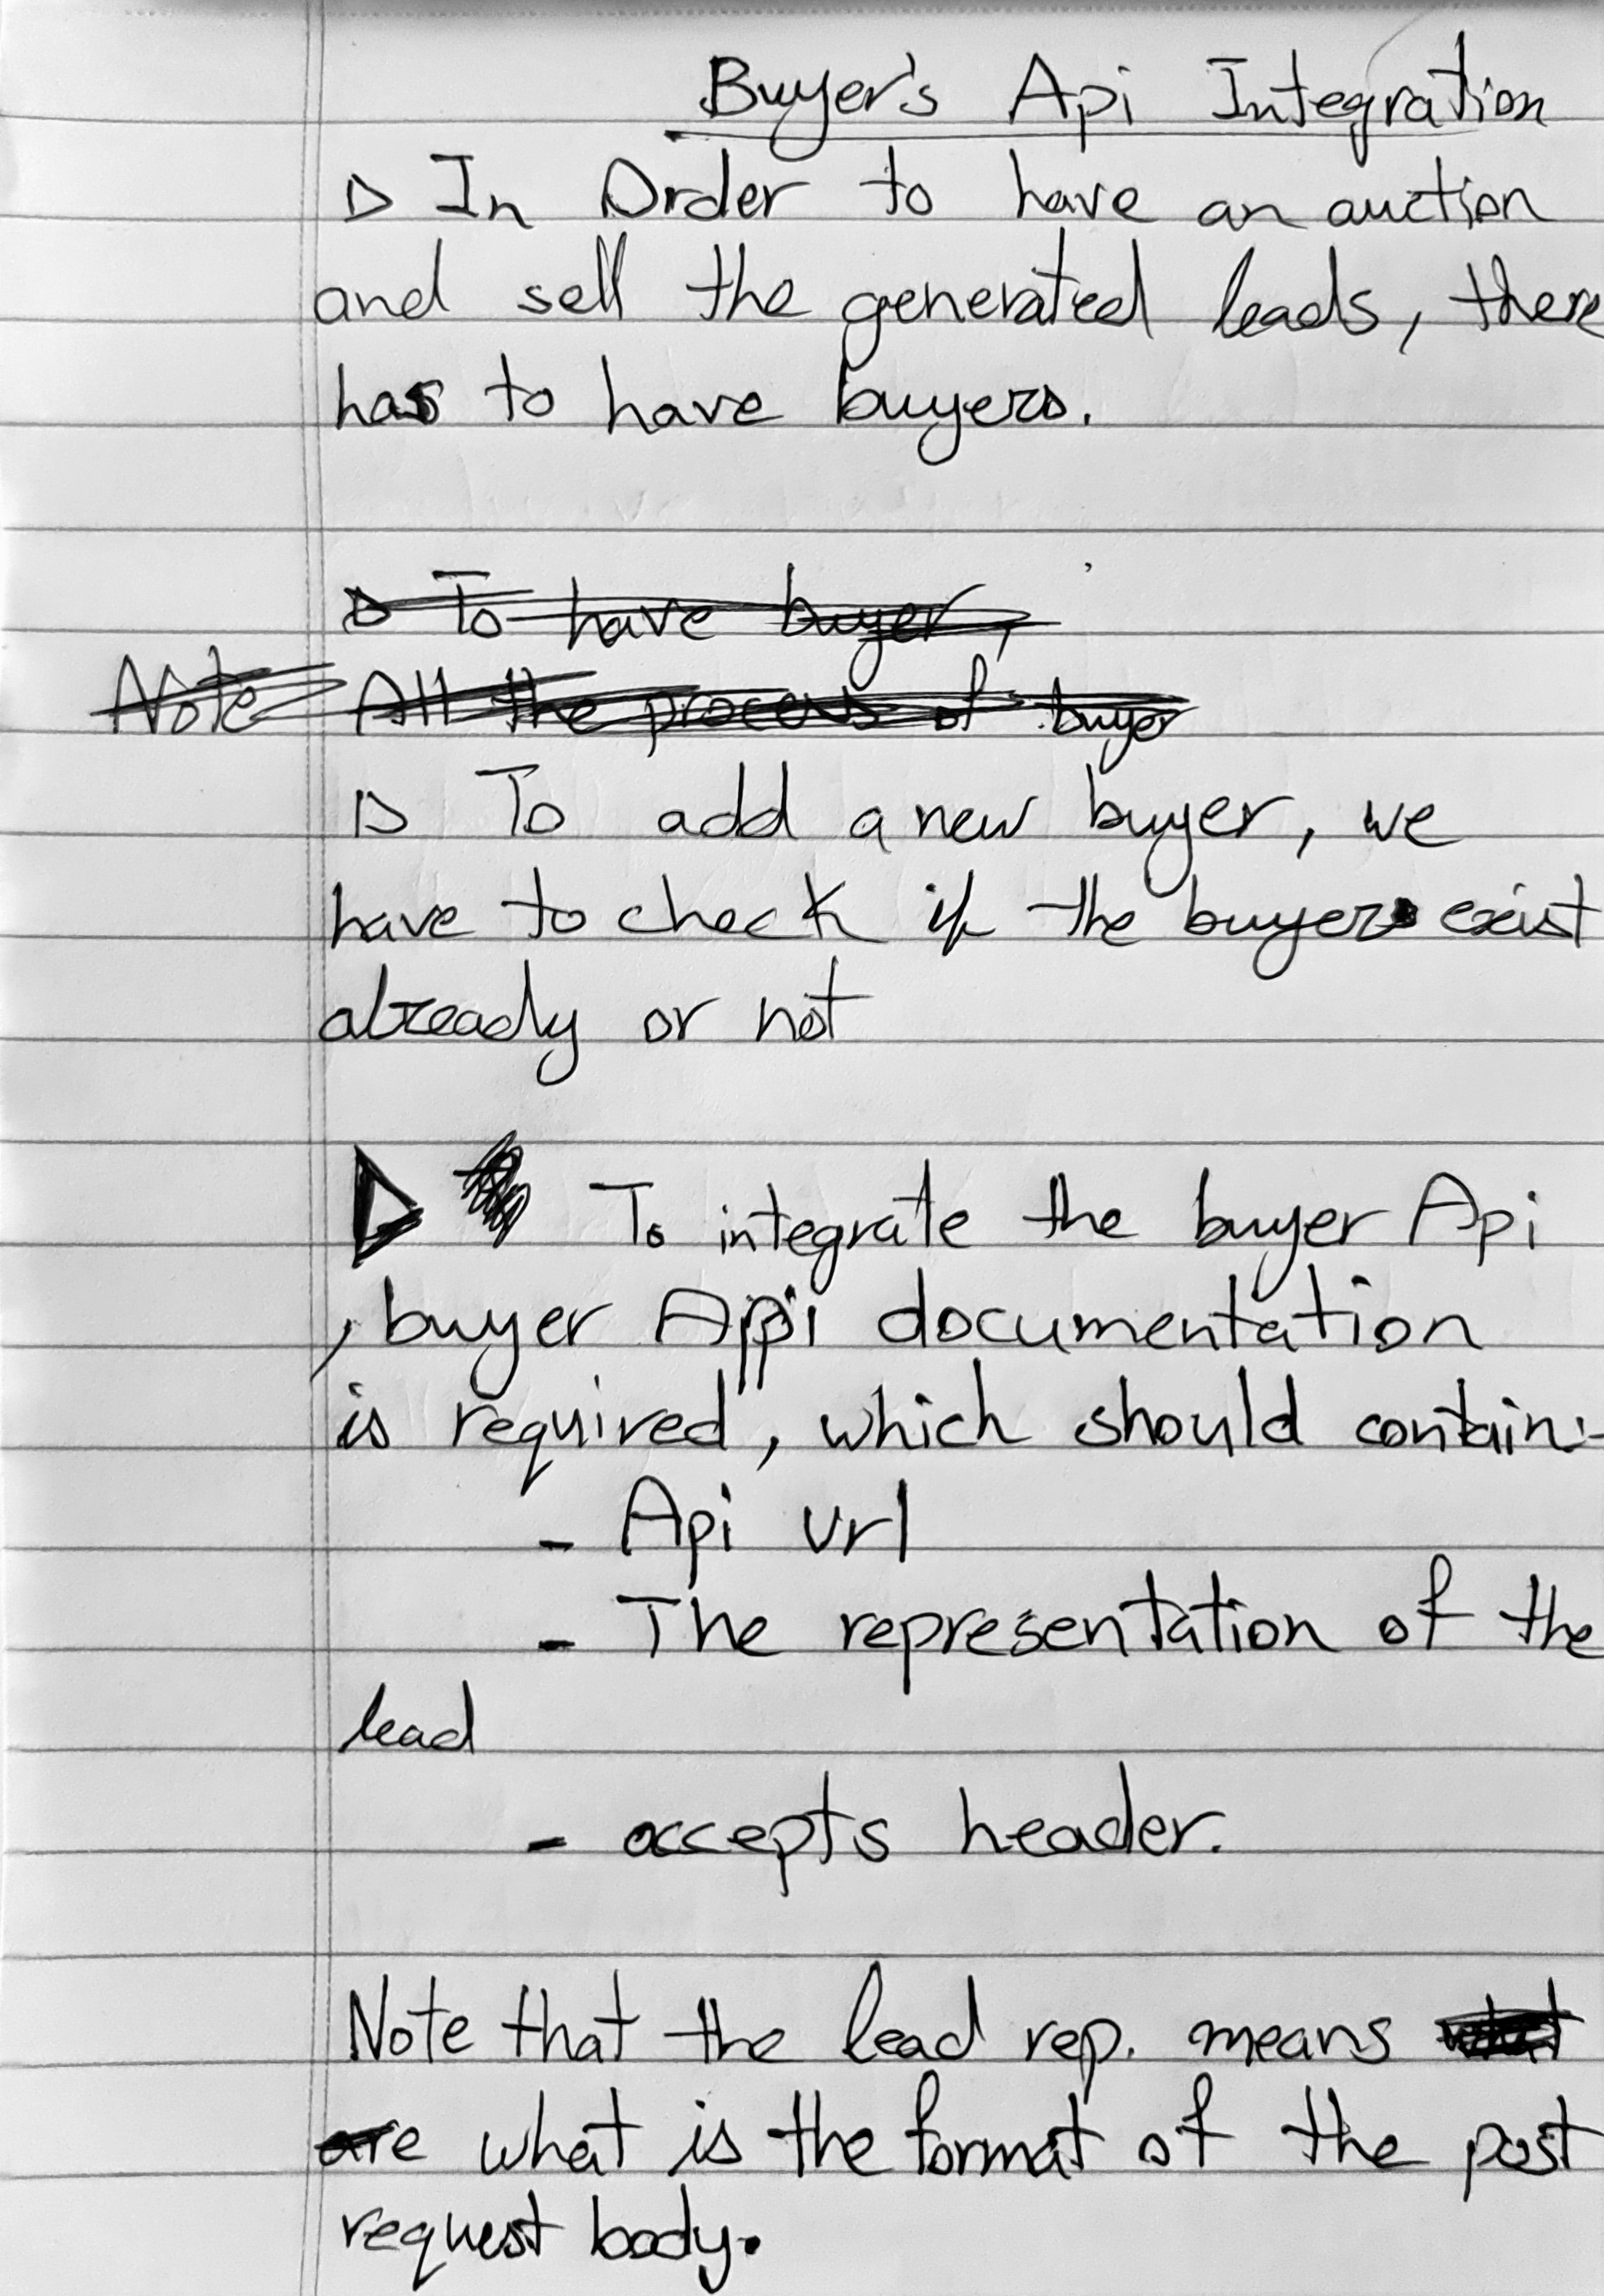 Buyer's Api Integration
▷ In Order to have an auction
and sell the generated leads, there
has to have buyers.
▷ To have buyer,
Note All the process of buyer
▷ To add a new buyer, we
have to check if the buyer exist
already or not
▷ To integrate the buyer Api
, buyer Appi documentation
is required, which should contain:-
- Api url
- The representation of the
lead
- accepts header.
Note that the lead rep. means what
are what is the format of the post
request body.